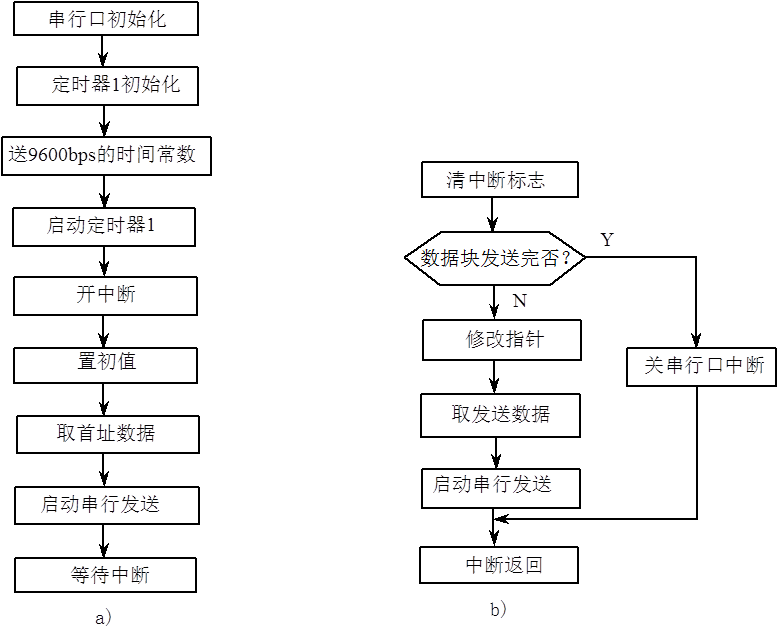 串行口初始化
定时器1初始化
送9600bps的时间常数
启动定时器1
开中断
置初值
取首址数据
启动串行发送
等待中断
a)
清中断标志
数据块发送完否?
Y
N
修改指针
关串行口中断
取发送数据
启动串行发送
中断返回
b)